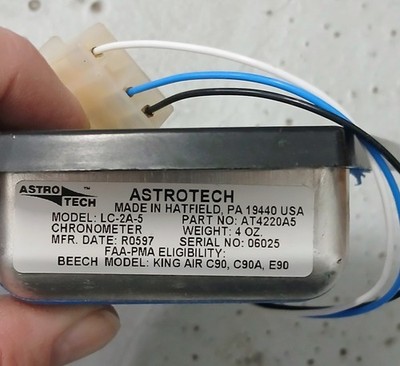 ASTRO TECH™
ASTROTECH
MADE IN HATFIELD, PA 19440 USA
MODEL: LC-2A-5 PART NO: AT4220A5
CHRONOMETER WEIGHT: 4 OZ.
MFR. DATE: R0597 SERIAL NO: 06025
FAA-PMA ELIGIBILITY:
BEECH MODEL: KING AIR C90, C90A, E90